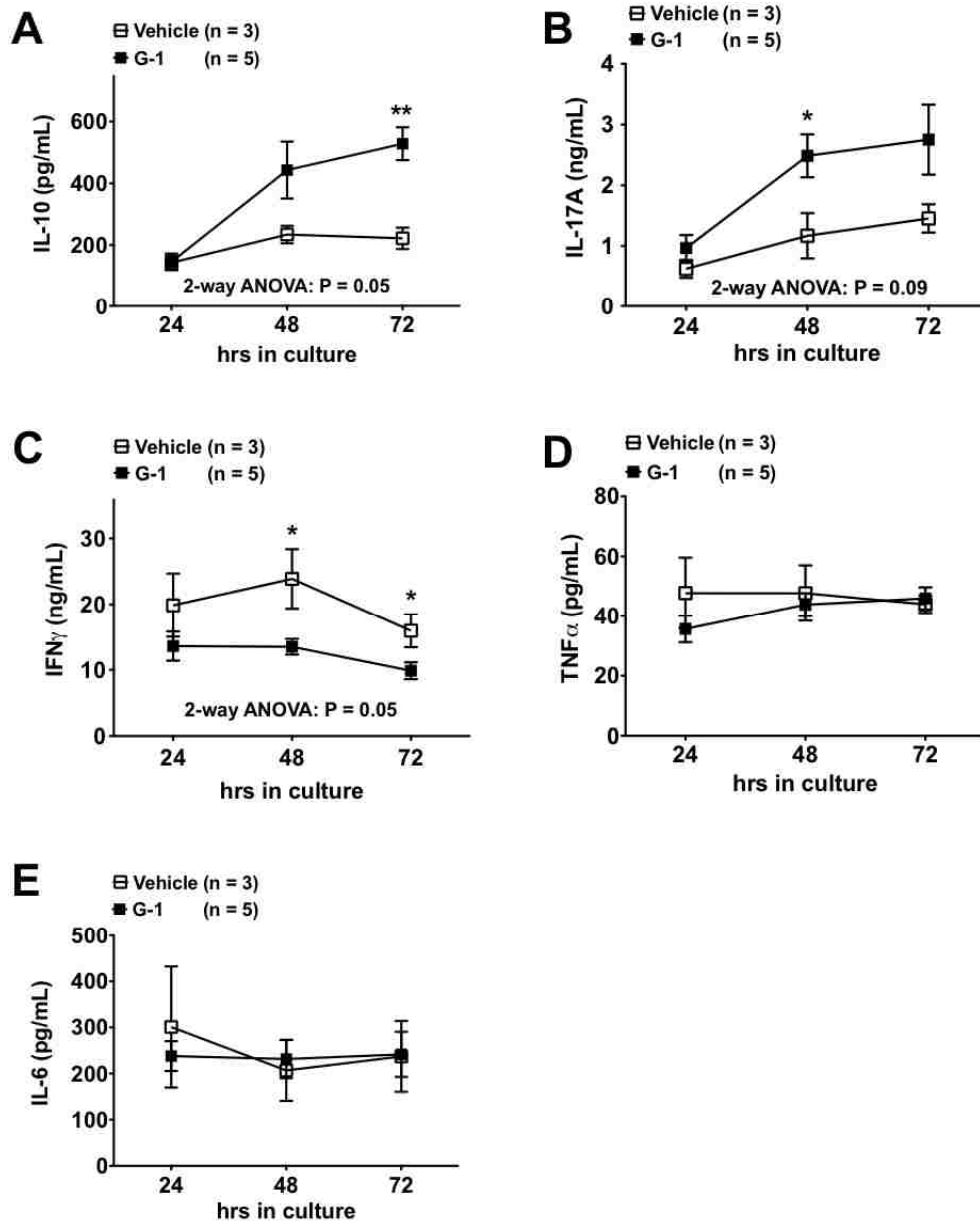 A
Vehicle (n = 3)
G-1 (n = 5)
IL-10 (pg/mL)
600
400
200
0
**
2-way ANOVA: P = 0.05
24 48 72
hrs in culture
B
Vehicle (n = 3)
G-1 (n = 5)
IL-17A (ng/mL)
4
3
2
1
0
*
2-way ANOVA: P = 0.09
24 48 72
hrs in culture
C
Vehicle (n = 3)
G-1 (n = 5)
IFNγ (ng/mL)
30
20
10
0
*
*
2-way ANOVA: P = 0.05
24 48 72
hrs in culture
D
Vehicle (n = 3)
G-1 (n = 5)
TNFα (pg/mL)
80
60
40
20
0
24 48 72
hrs in culture
E
Vehicle (n = 3)
G-1 (n = 5)
IL-6 (pg/mL)
500
400
300
200
100
0
24 48 72
hrs in culture